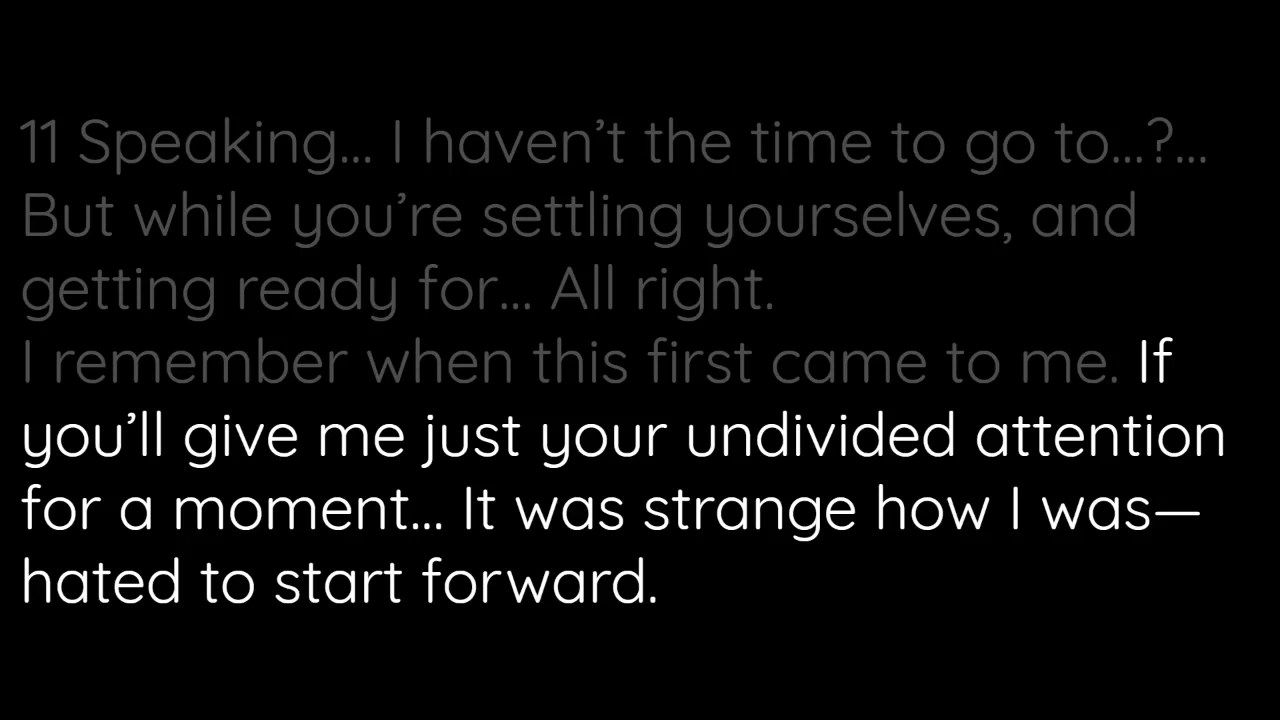 11 Speaking... I haven’t the time to go to...?...
But while you’re settling yourselves, and
getting ready for... All right.
I remember when this first came to me. If
you’ll give me just your undivided attention
for a moment... It was strange how I was—
hated to start forward.